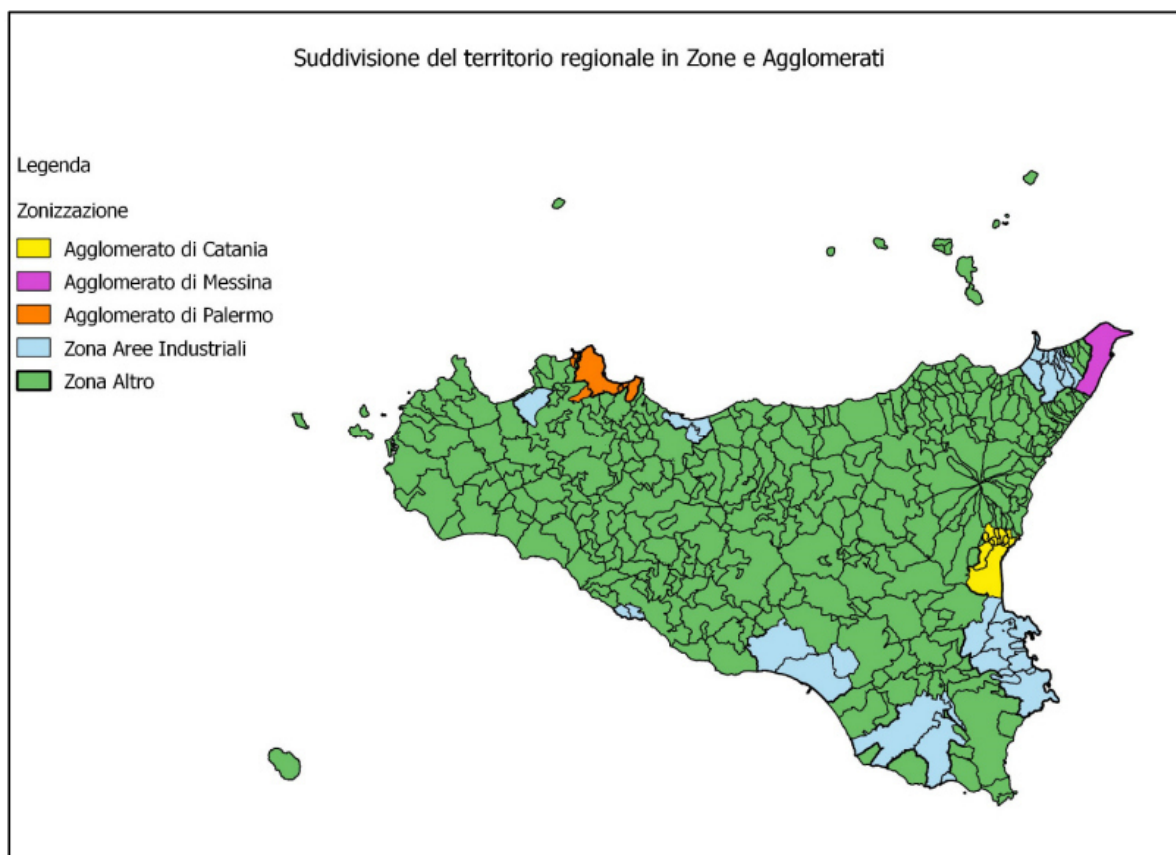 Suddivisione del territorio regionale in Zone e Agglomerati
Legenda
Zonizzazione
Agglomerato di Catania
Agglomerato di Messina
Agglomerato di Palermo
Zona Aree Industriali
Zona Altro